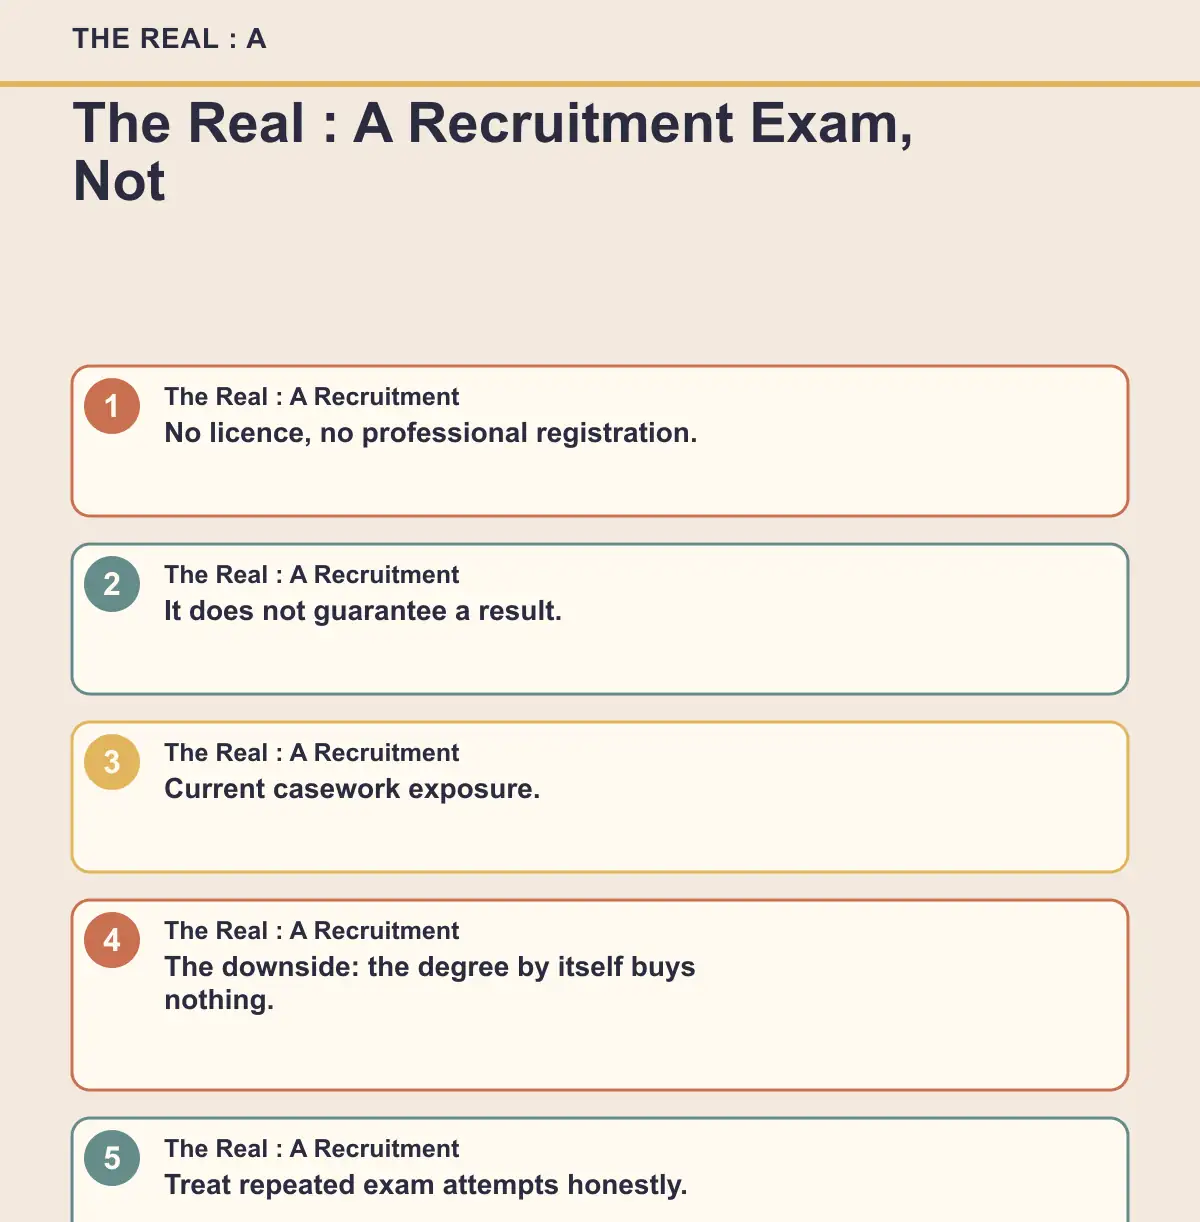 THE REAL : A
The Real : A Recruitment Exam,
Not
1
The Real : A Recruitment
No licence, no professional registration.
2
The Real : A Recruitment
It does not guarantee a result.
3
The Real : A Recruitment
Current casework exposure.
4
The Real : A Recruitment
The downside: the degree by itself buys
nothing.
5
The Real : A Recruitment
Treat repeated exam attempts honestly.